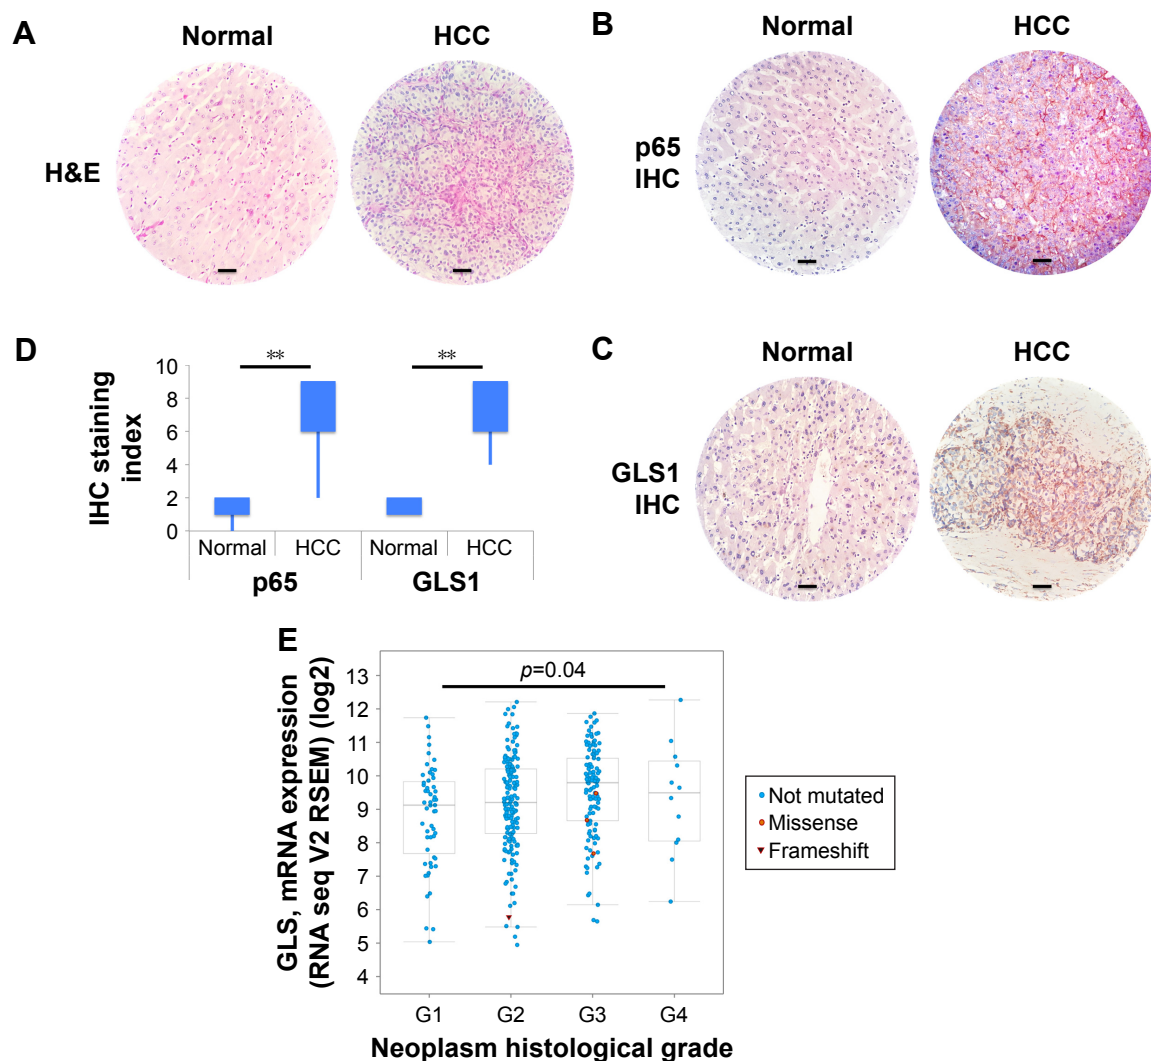 A
Normal
HCC
H&E
B
Normal
HCC
p65
IHC
D
IHC staining
index
10
8
6
4
2
0
**
**
Normal
HCC
Normal
HCC
p65
GLS1
C
Normal
HCC
GLS1
IHC
E
GLS, mRNA expression
(RNA seq V2 RSEM) (log2)
13
12
11
10
9
8
7
6
5
4
p=0.04
G1
G2
G3
G4
Neoplasm histological grade
Not mutated
Missense
Frameshift